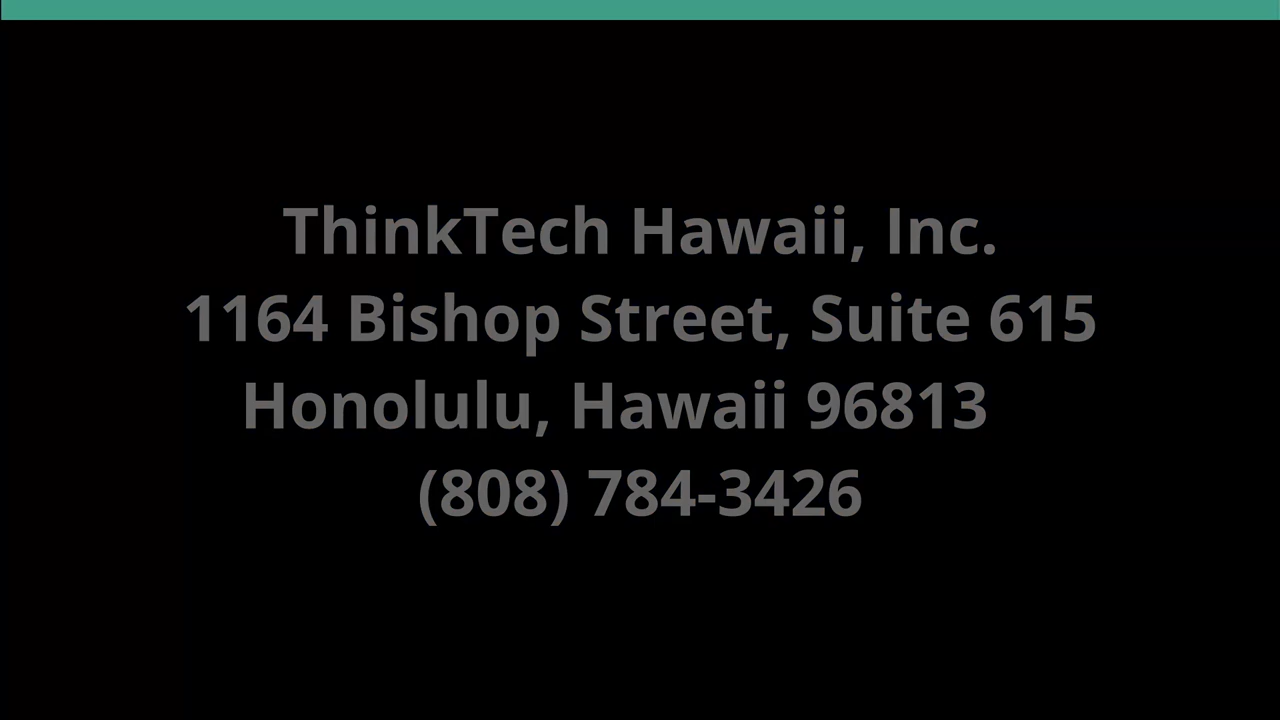 ThinkTech Hawaii, Inc.
1164 Bishop Street, Suite 615
Honolulu, Hawaii 96813
(808) 784-3426